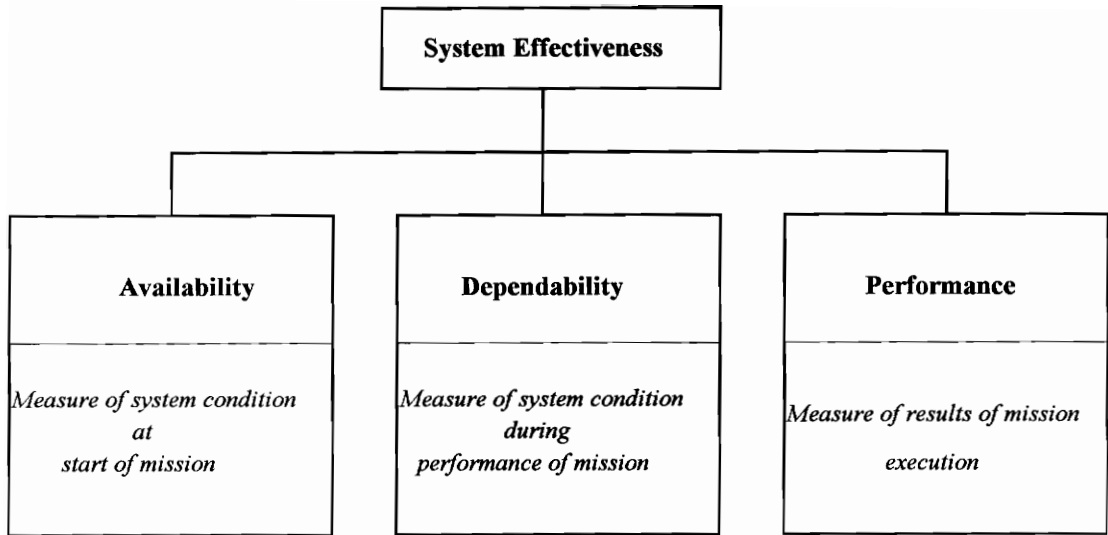 System Effectiveness
Availability
Measure of system condition
at
start of mission
Dependability
Measure of system condition
during
performance of mission
Performance
Measure of results of mission
execution